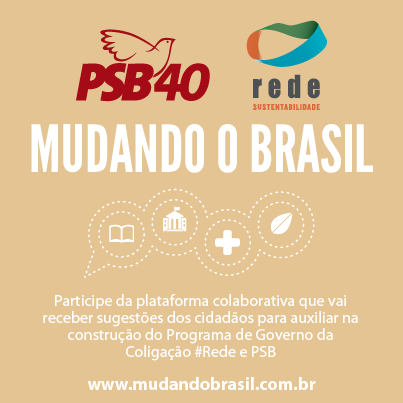 PSB40
rede
SUSTENTABILIDADE
MUDANDO O BRASIL
Participe da plataforma colaborativa que vai
receber sugestões dos cidadãos para auxiliar na
construção do Programa de Governo da
Coligação #Rede e PSB
www.mudandobrasil.com.br